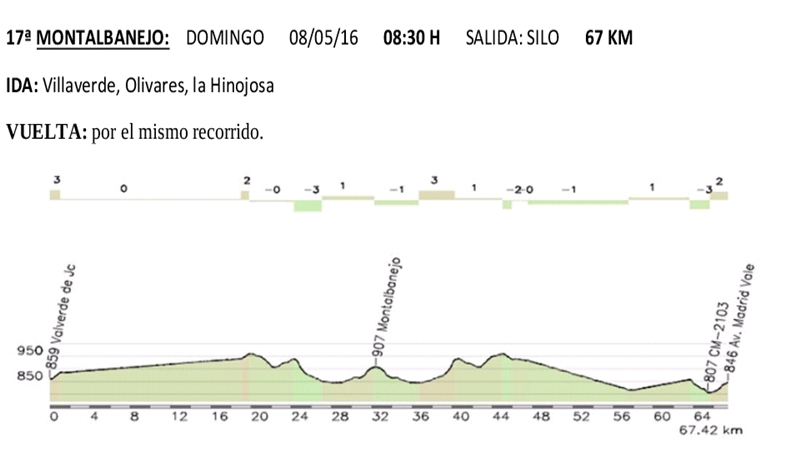 17ª MONTALBANEJO: DOMINGO 08/05/16 08:30 H SALIDA: SILO 67 KM
IDA: Villaverde, Olivares, la Hinojosa
VUELTA: por el mismo recorrido.
3 0 2 -0 -3 1 -1 3 1 -2 0 -1 1 -3 2
859 Valverde de Jc
907 Montalbanejo
807 CM-2103
846 Av. Madrid Vale
950
850
0 4 8 12 16 20 24 28 32 36 40 44 48 52 56 60 64
67.42 km